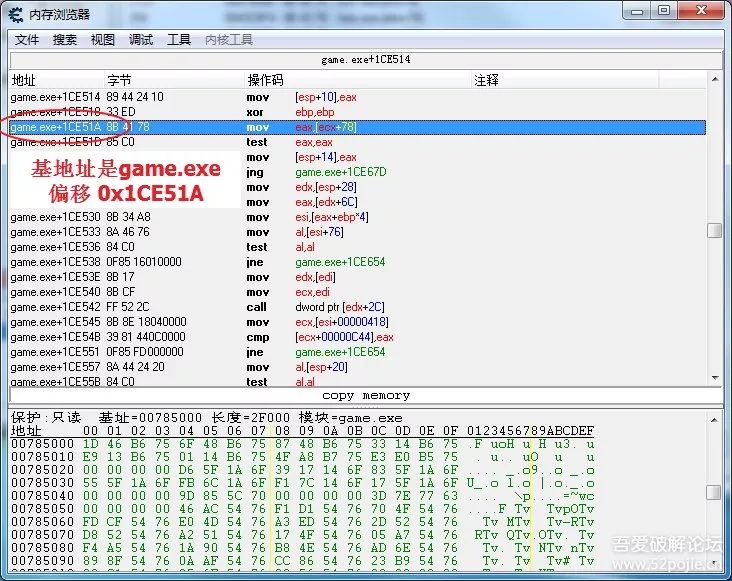 内存浏览器
文件 搜索 视图 调试 工具 内核工具
game.exe+1CE514
地址 字节 操作码 注释
game.exe+1CE514 89 44 24 10 mov [esp+10],eax
game.exe+1CE518 33 ED xor ebp,ebp
game.exe+1CE51A 8B 41 78 mov eax,[ecx+78]
game.exe+1CE51D 85 C0 test eax,eax
mov [esp+14],eax
jng game.exe+1CE67D
mov edx,[esp+28]
mov eax,[edx+6C]
基地址是game.exe
偏移 0x1CE51A
game.exe+1CE530 8B 34 A8 mov esi,[eax+ebp*4]
game.exe+1CE533 8A 46 76 mov al,[esi+76]
game.exe+1CE536 84 C0 test al,al
game.exe+1CE538 0F85 16010000 jne game.exe+1CE654
game.exe+1CE53E 8B 17 mov edx,[edi]
game.exe+1CE540 8B CF mov ecx,edi
game.exe+1CE542 FF 52 2C call dword ptr [edx+2C]
game.exe+1CE545 8B 8E 18040000 mov ecx,[esi+00000418]
game.exe+1CE54B 39 81 440C0000 cmp [ecx+00000C44],eax
game.exe+1CE551 0F85 FD000000 jne game.exe+1CE654
game.exe+1CE557 8A 44 24 20 mov al,[esp+20]
game.exe+1CE55B 84 C0 test al,al
copy memory
保护:只读 基址=00785000 长度=2F000 模块=game.exe
地址 00 01 02 03 04 05 06 07 08 09 0A 0B 0C 0D 0E 0F 0123456789ABCDEF
00785000 1D 46 B6 75 6F 48 B6 75 87 48 B6 75 33 14 B6 75 F uoH u H u3. u
00785010 E9 13 B6 75 01 14 B6 75 4F A8 B7 75 E3 E0 B5 75 . u.. uO u u
00785020 00 00 00 00 D6 5F 1A 6F 39 17 14 6F 83 5F 1A 6F .... _.o9..o _.o
00785030 55 5F 1A 6F FB 6C 1A 6F F1 7C 14 6F 17 5F 1A 6F U_.o l.o |.o._.o
00785040 00 00 00 00 9D 85 5C 70 00 00 00 00 3D 7E 77 63 .... \p....=~wc
00785050 00 00 00 00 46 AC 54 76 F1 D1 54 76 70 4F 54 76 ....F Tv TvpOTv
00785060 FD CF 54 76 E0 4D 54 76 A3 ED 54 76 2D 52 54 76 Tv MTv Tv-RTv
00785070 D8 52 54 76 A2 51 54 76 17 4F 54 76 05 A7 54 76 RTv QTv.OTv. Tv
00785080 F4 A5 54 76 1A 90 54 76 B8 4E 54 76 AD 6E 54 76 Tv. Tv NTv nTv
00785090 89 8F 54 76 0A AF 54 76 CC 86 54 76 23 8B 54 76 Tv. Tv Tv# Tv
吾爱破解论坛
www.52pojie.cn